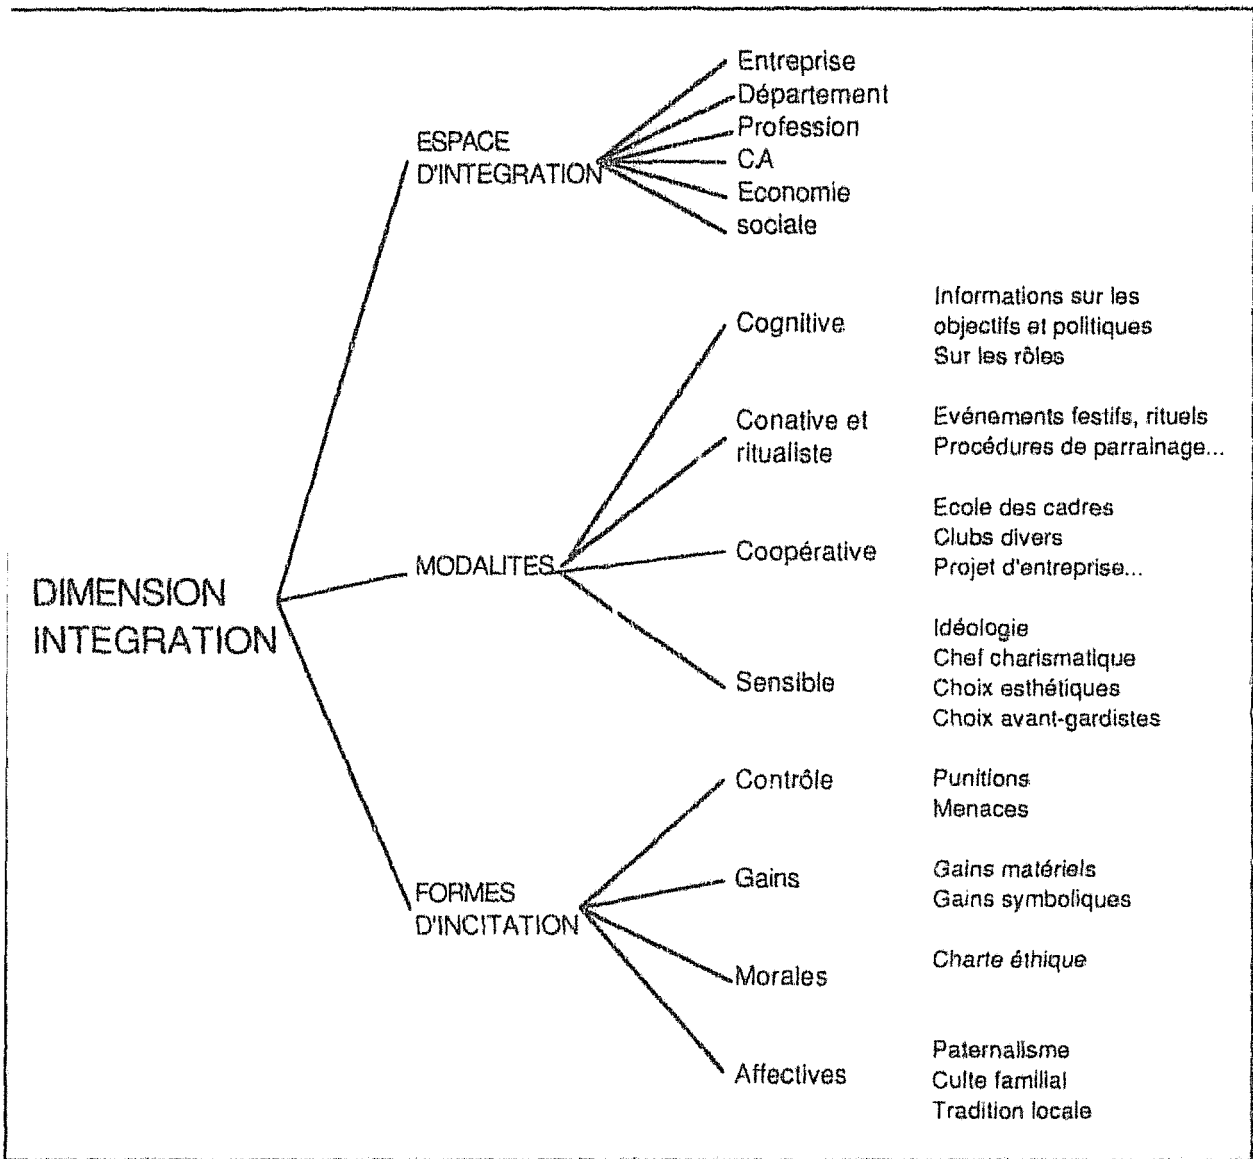 Entreprise
Département
Profession
C.A
Economie
sociale
ESPACE
D'INTEGRATION
Cognitive
Informations sur les
objectifs et politiques
Sur les rôles
Conative et
ritualiste
Evénements festifs, rituels
Procédures de parrainage...
MODALITES
Coopérative
Ecole des cadres
Clubs divers
Projet d'entreprise...
DIMENSION
INTEGRATION
Sensible
Idéologie
Chef charismatique
Choix esthétiques
Choix avant-gardistes
Contrôle
Punitions
Menaces
FORMES
D'INCITATION
Gains
Gains matériels
Gains symboliques
Morales
Charte éthique
Affectives
Paternalisme
Culte familial
Tradition locale